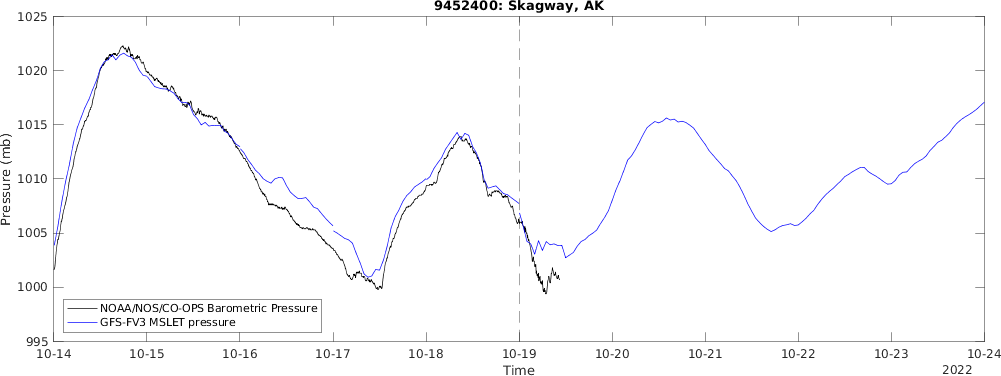 9452400: Skagway, AK
1025
1020
1015
1010
1005
1000
995
Pressure (mb)
NOAA/NOS/CO-OPS Barometric Pressure
GFS-FV3 MSLET pressure
10-14 10-15 10-16 10-17 10-18 10-19 10-20 10-21 10-22 10-23 10-24
Time
2022